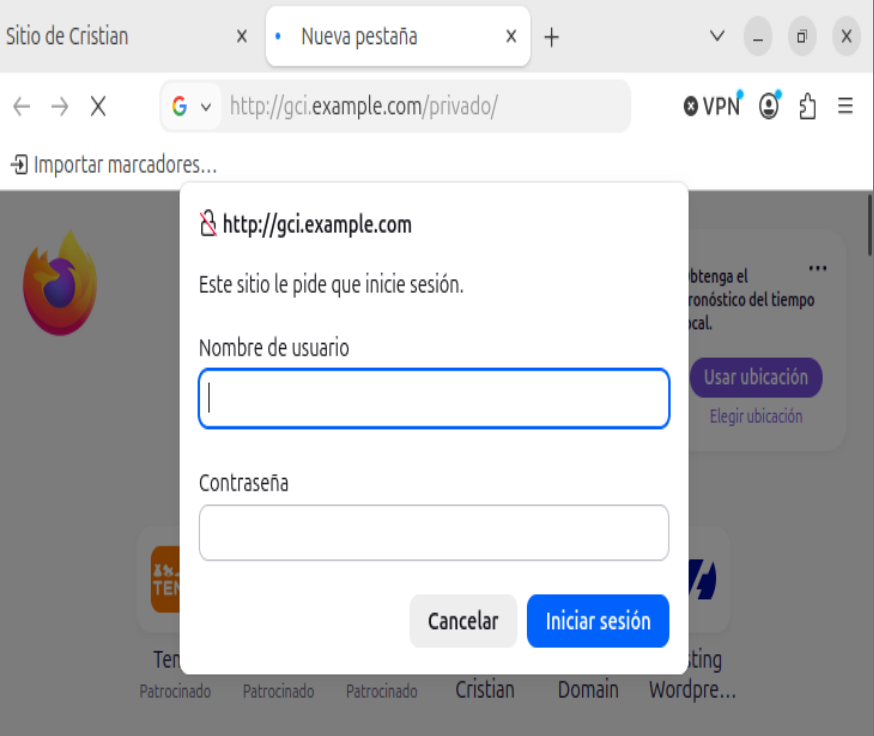 Sitio de Cristian
Nueva pestaña
http://gci.example.com/privado/
VPN
Importar marcadores...
http://gci.example.com
Este sitio le pide que inicie sesión.
Nombre de usuario
Contraseña
Cancelar
Iniciar sesión
del tiempo
Usar ubicación
Elegir ubicación
Patrocinado
Patrocinado
Patrocinado
Cristian
Domain